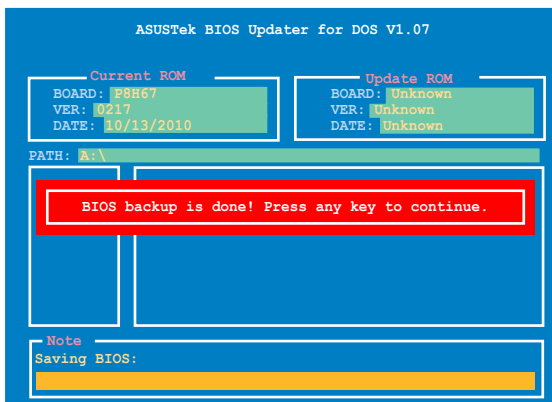 ASUSTek BIOS Updater for DOS V1.07
Current ROM
BOARD: P8H67
VER: 0217
DATE: 10/13/2010
Update ROM
BOARD: Unknown
VER: Unknown
DATE: Unknown
PATH: A:\
BIOS backup is done! Press any key to continue.
Note
Saving BIOS: